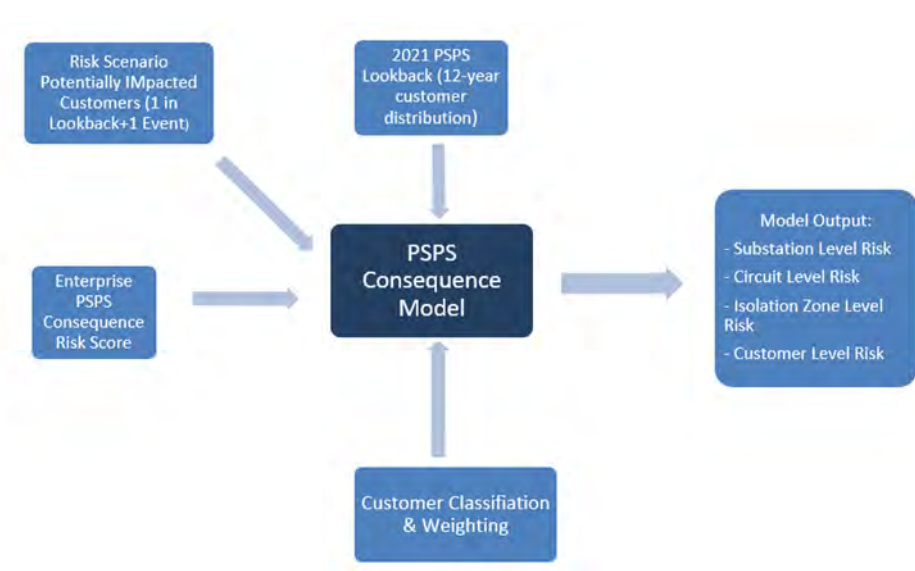 Risk Scenario
Potentially IMpacted
Customers (1 in
Lookback+1 Event)
2021 PSPS
Lookback (12-year
customer
distribution)
Enterprise
PSPS
Consequence
Risk Score
PSPS
Consequence
Model
Customer Classifiation
& Weighting
Model Output:
- Substation Level Risk
- Circuit Level Risk
- Isolation Zone Level
Risk
- Customer Level Risk